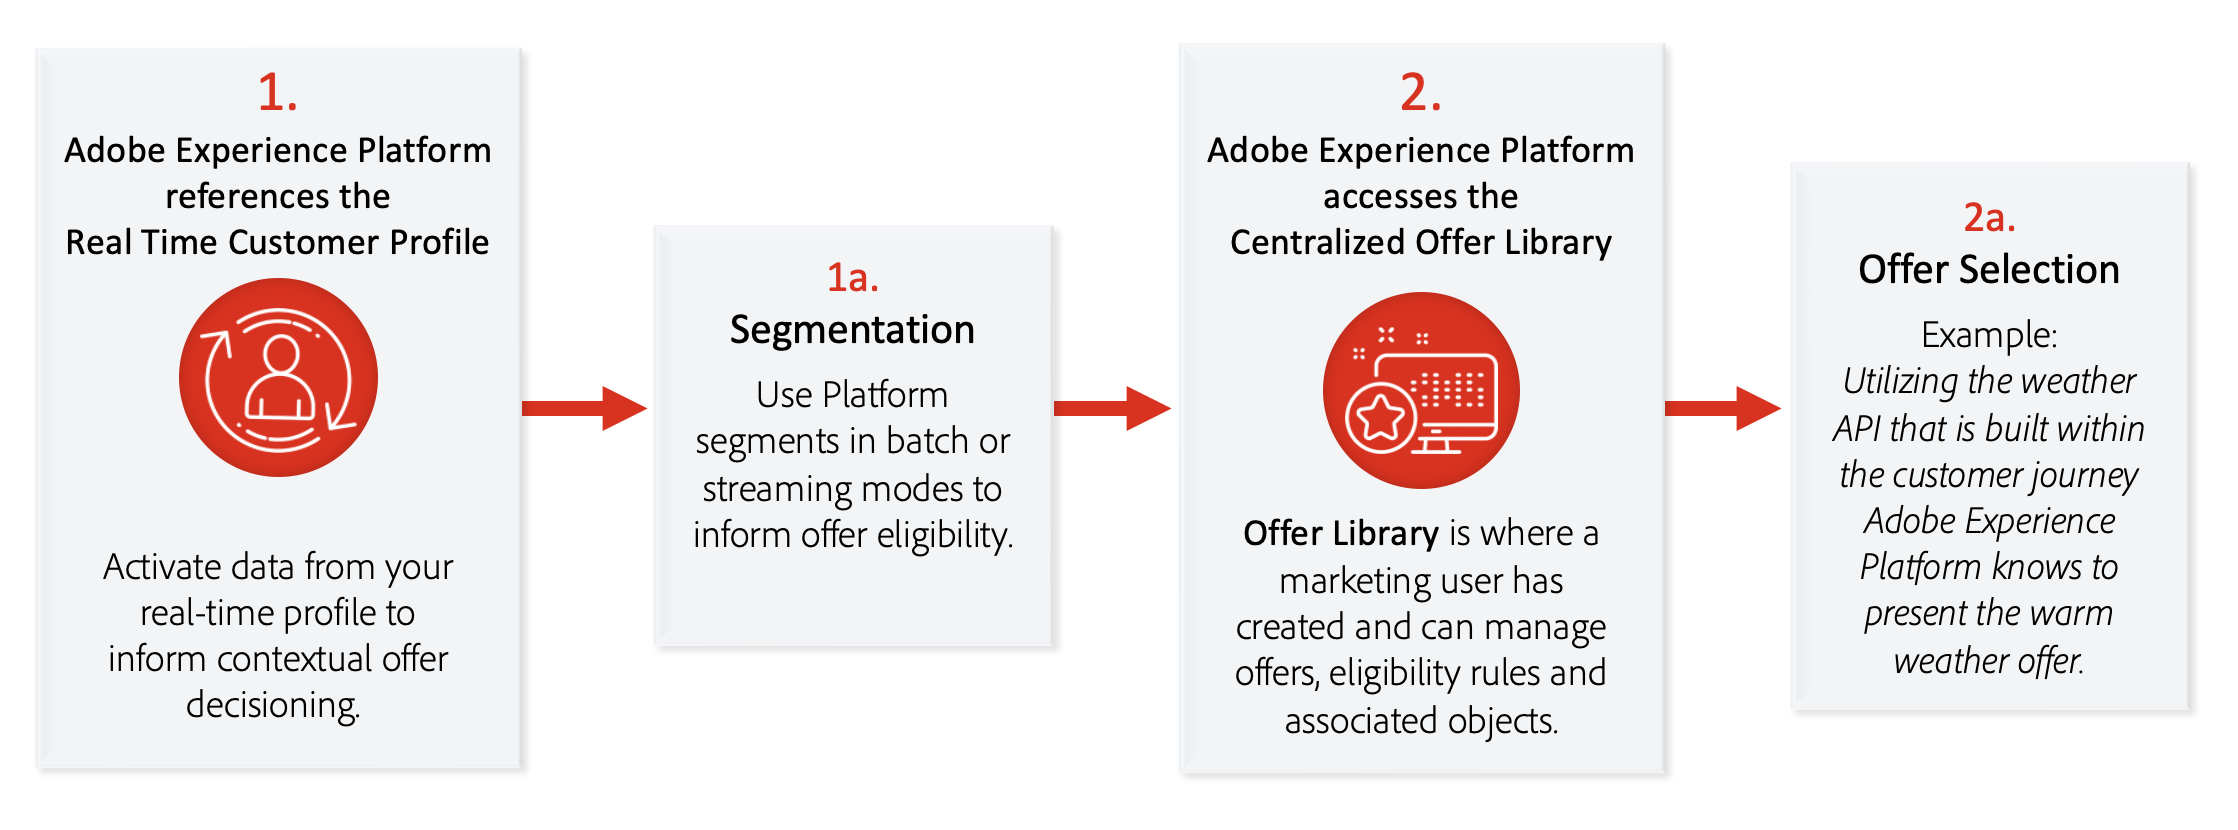 1.
Adobe Experience Platform
references the
Real Time Customer Profile
Activate data from your
real-time profile to
inform contextual offer
decisioning.
1a.
Segmentation
Use Platform
segments in batch or
streaming modes to
inform offer eligibility.
2.
Adobe Experience Platform
accesses the
Centralized Offer Library
Offer Library is where a
marketing user has
created and can manage
offers, eligibility rules and
associated objects.
2a.
Offer Selection
Example:
Utilizing the weather
API that is built within
the customer journey
Adobe Experience
Platform knows to
present the warm
weather offer.